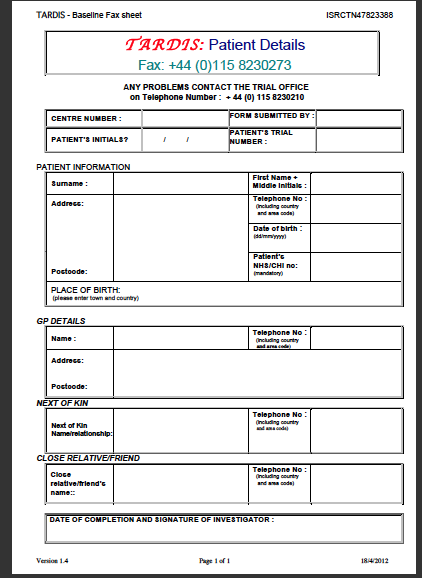 TARDIS - Baseline Fax sheet ISRCTN47823388
TARDIS: Patient Details
Fax: +44 (0)115 8230273
ANY PROBLEMS CONTACT THE TRIAL OFFICE
on Telephone Number : + 44 (0) 115 8230210
CENTRE NUMBER : FORM SUBMITTED BY :
PATIENT'S INITIALS? / / PATIENT'S TRIAL
NUMBER :
PATIENT INFORMATION
Surname : First Name +
Middle Initials :
Address: Telephone No :
(including country
and area code)
Date of birth :
(dd/mm/yyyy)
Patient's
NHS/CHI no:
(mandatory)
Postcode:
PLACE OF BIRTH:
(please enter town and country)
GP DETAILS
Name : Telephone No :
(including country
and area code)
Address:
Postcode:
NEXT OF KIN
Next of Kin
Name/relationship:
Telephone No :
(including country
and area code)
CLOSE RELATIVE/FRIEND
Close
relative/friend's
name::
Telephone No :
(including country
and area code)
DATE OF COMPLETION AND SIGNATURE OF INVESTIGATOR :
Version 1.4 Page 1 of 1 18/4/2012